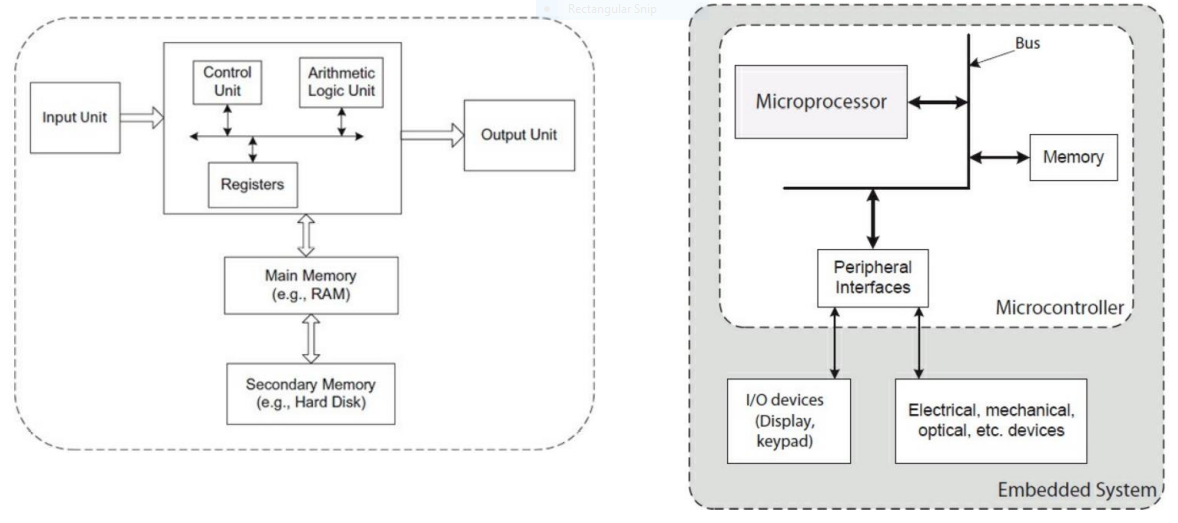 Rectangular Snip
Control
Unit
Arithmetic
Logic Unit
Input Unit
Output Unit
Registers
Main Memory
(e.g., RAM)
Secondary Memory
(e.g., Hard Disk)
Bus
Microprocessor
Memory
Peripheral
Interfaces
Microcontroller
I/O devices
(Display,
keypad)
Electrical, mechanical,
optical, etc. devices
Embedded System